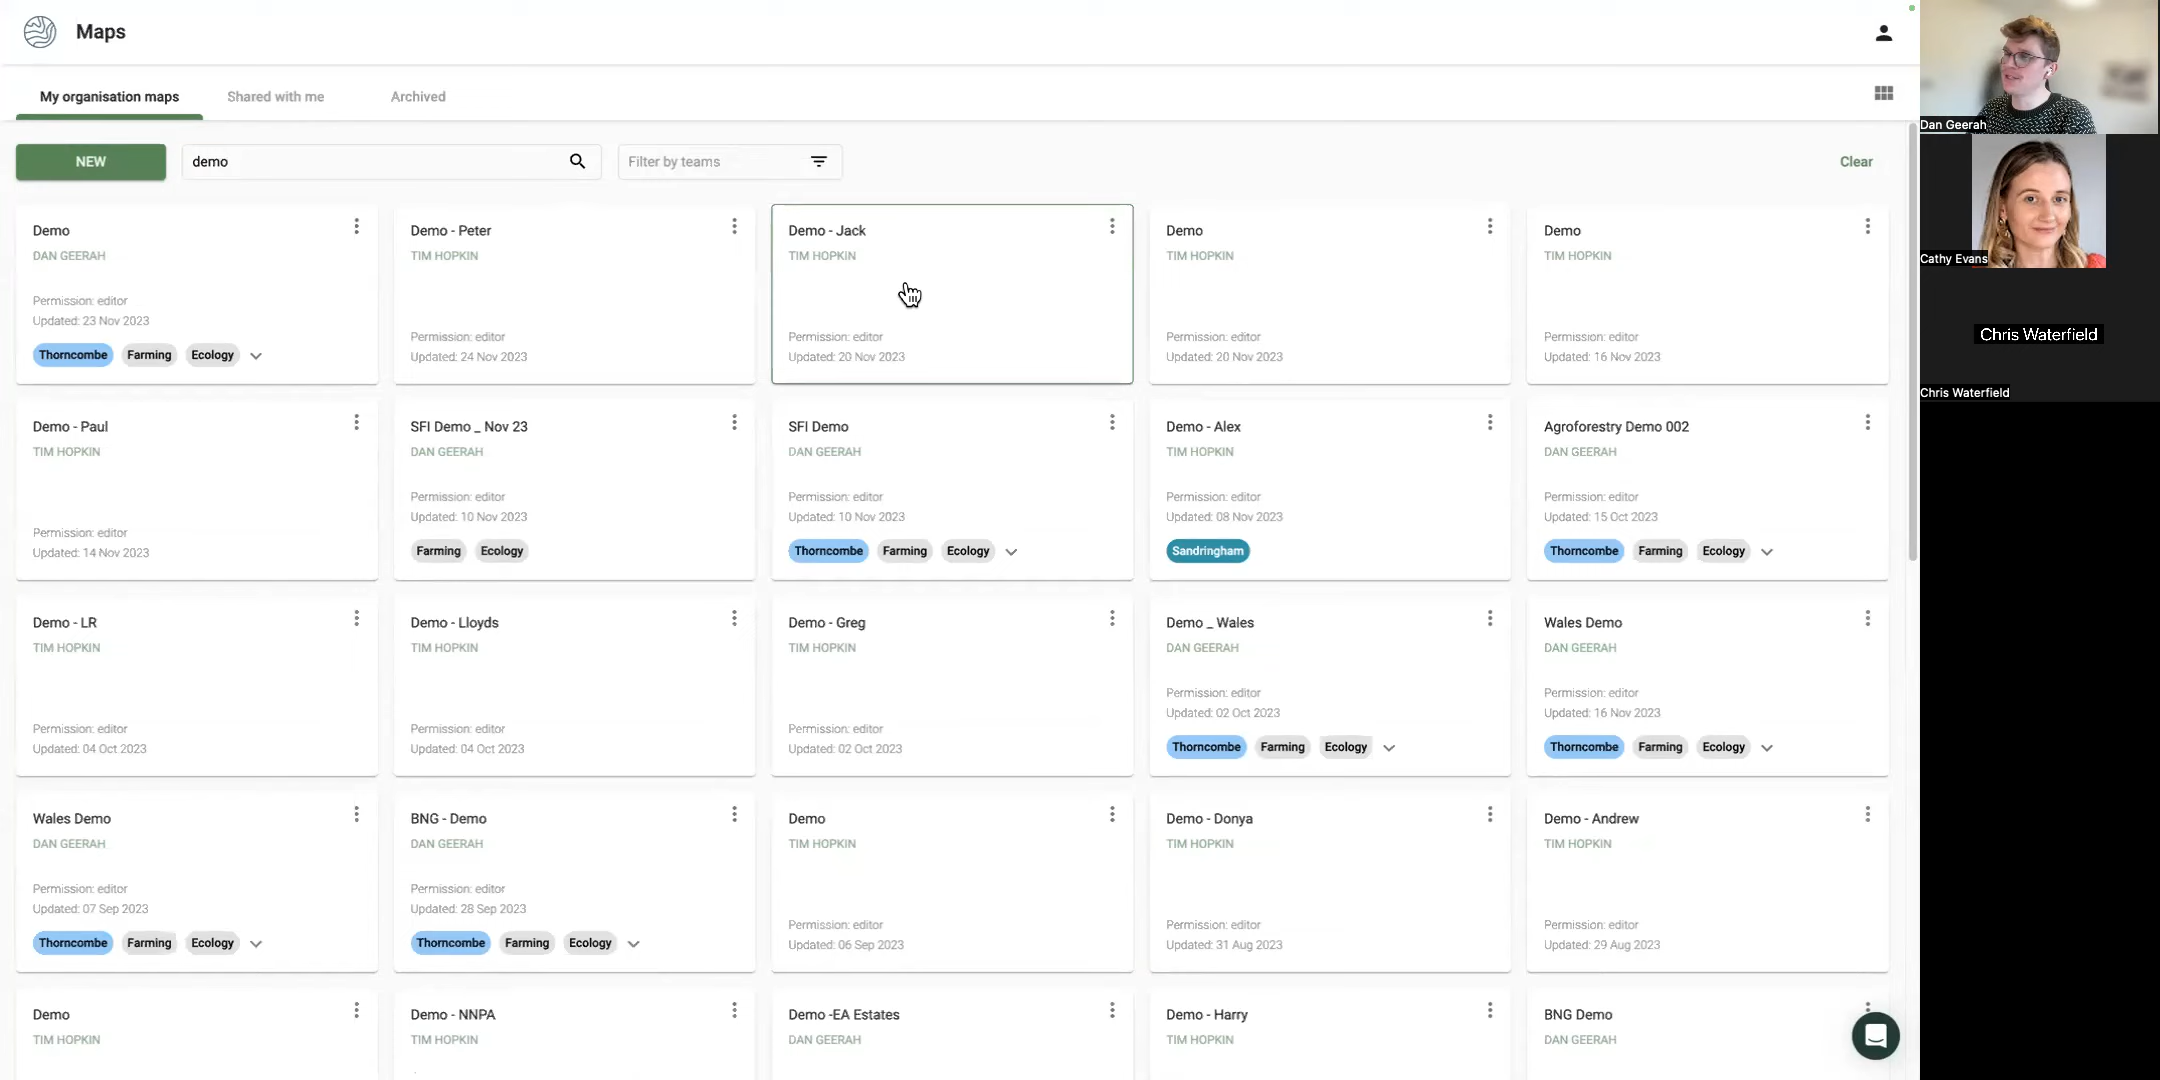 Maps
My organisation maps
Shared with me
Archived
NEW
demo
Filter by teams
Clear
Demo
DAN GEERAH
Permission: editor
Updated: 23 Nov 2023
Thorncombe Farming Ecology
Demo - Peter
TIM HOPKIN
Permission: editor
Updated: 24 Nov 2023
Demo - Jack
TIM HOPKIN
Permission: editor
Updated: 20 Nov 2023
Demo
TIM HOPKIN
Permission: editor
Updated: 20 Nov 2023
Demo
TIM HOPKIN
Permission: editor
Updated: 16 Nov 2023
Demo - Paul
TIM HOPKIN
Permission: editor
Updated: 14 Nov 2023
SFI Demo _ Nov 23
DAN GEERAH
Permission: editor
Updated: 10 Nov 2023
Farming Ecology
SFI Demo
DAN GEERAH
Permission: editor
Updated: 10 Nov 2023
Thorncombe Farming Ecology
Demo - Alex
TIM HOPKIN
Permission: editor
Updated: 08 Nov 2023
Sandringham
Agroforestry Demo 002
DAN GEERAH
Permission: editor
Updated: 15 Oct 2023
Thorncombe Farming Ecology
Demo - LR
TIM HOPKIN
Permission: editor
Updated: 04 Oct 2023
Demo - Lloyds
TIM HOPKIN
Permission: editor
Updated: 04 Oct 2023
Demo - Greg
TIM HOPKIN
Permission: editor
Updated: 02 Oct 2023
Demo _ Wales
DAN GEERAH
Permission: editor
Updated: 02 Oct 2023
Thorncombe Farming Ecology
Wales Demo
DAN GEERAH
Permission: editor
Updated: 16 Nov 2023
Thorncombe Farming Ecology
Wales Demo
DAN GEERAH
Permission: editor
Updated: 07 Sep 2023
Thorncombe Farming Ecology
BNG - Demo
DAN GEERAH
Permission: editor
Updated: 28 Sep 2023
Thorncombe Farming Ecology
Demo
TIM HOPKIN
Permission: editor
Updated: 06 Sep 2023
Demo - Donya
TIM HOPKIN
Permission: editor
Updated: 31 Aug 2023
Demo - Andrew
TIM HOPKIN
Permission: editor
Updated: 29 Aug 2023
Demo
TIM HOPKIN
Demo - NNPA
TIM HOPKIN
Demo -EA Estates
DAN GEERAH
Demo - Harry
TIM HOPKIN
BNG Demo
DAN GEERAH
Dan Geerah
Cathy Evans
Chris Waterfield
Chris Waterfield